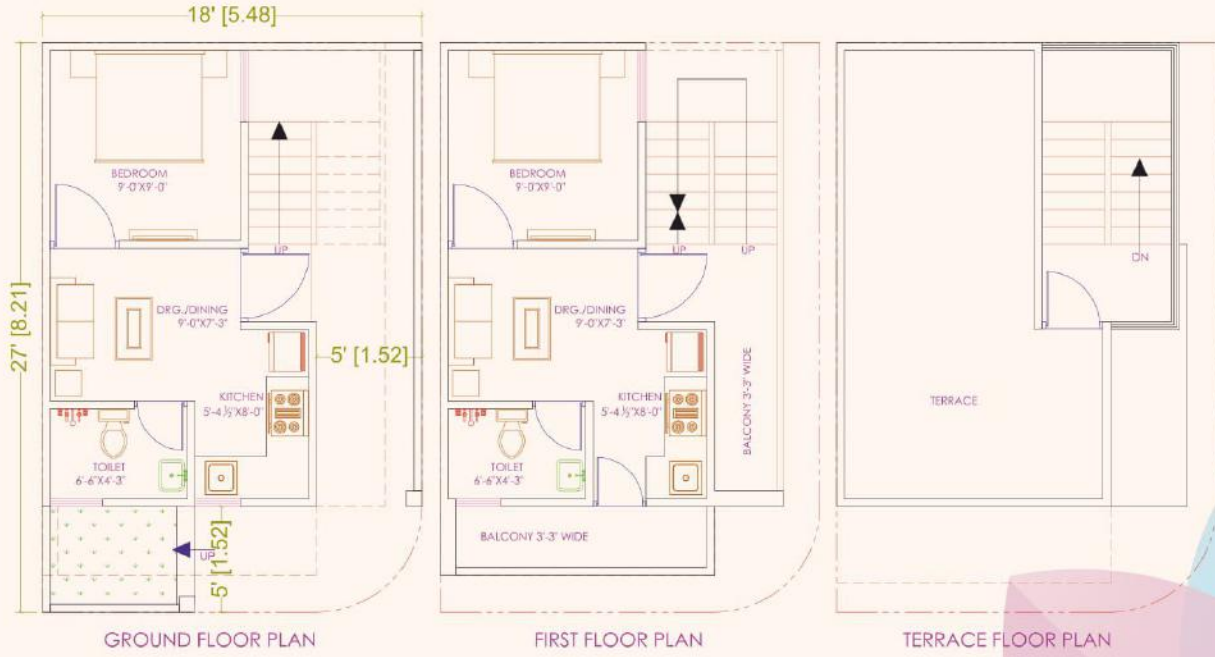 18' [5.48]
27' [8.21]
BEDROOM
9'-0"X9'-0"
UP
DRG./DINING
9'-0"X7'-3"
5' [1.52]
KITCHEN
5'-4 ½"X8'-0"
TOILET
6'-6"X4'-3"
UP
5' [1.52]
GROUND FLOOR PLAN
BEDROOM
9'-0"X9'-0"
UP
UP
DRG./DINING
9'-0"X7'-3"
KITCHEN
5'-4 ½"X8'-0"
BALCONY 3'-3" WIDE
TOILET
6'-6"X4'-3"
BALCONY 3'-3" WIDE
FIRST FLOOR PLAN
DN
TERRACE
TERRACE FLOOR PLAN